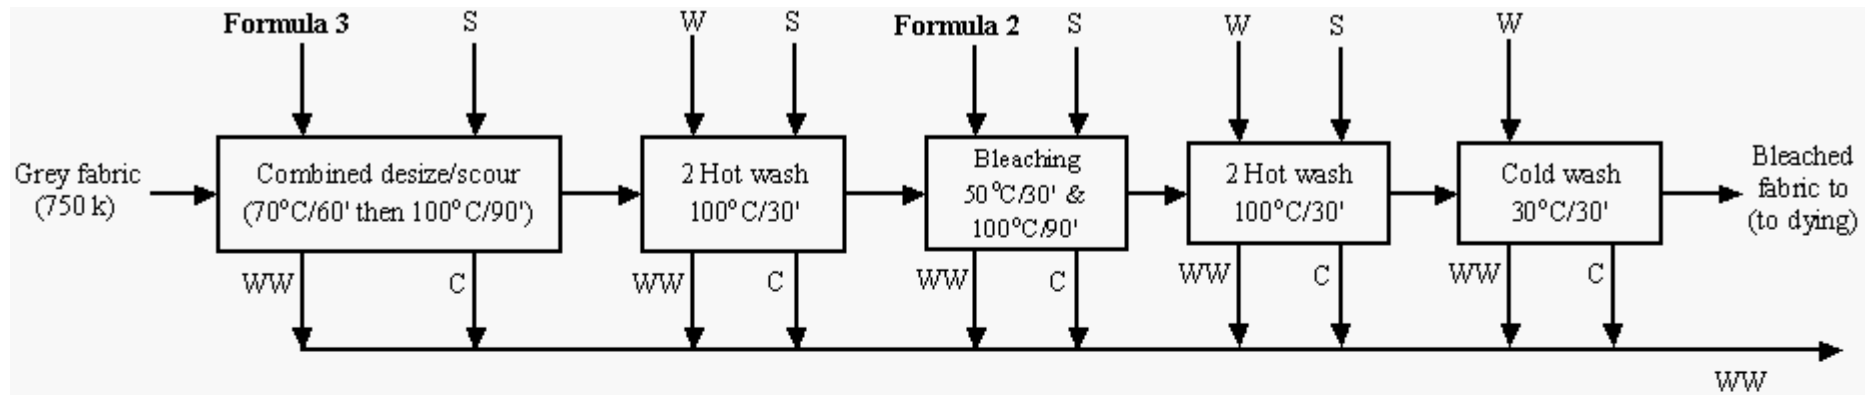 Formula 3
S
W
S
Formula 2
S
W
S
W
Grey fabric
(750 k)
Combined desize/scour
(70°C/60' then 100°C/90')
2 Hot wash
100°C/30'
Bleaching
50°C/30' &
100°C/90'
2 Hot wash
100°C/30'
Cold wash
30°C/30'
Bleached
fabric to
(to dying)
WW
C
WW
C
WW
C
WW
C
WW
C
WW